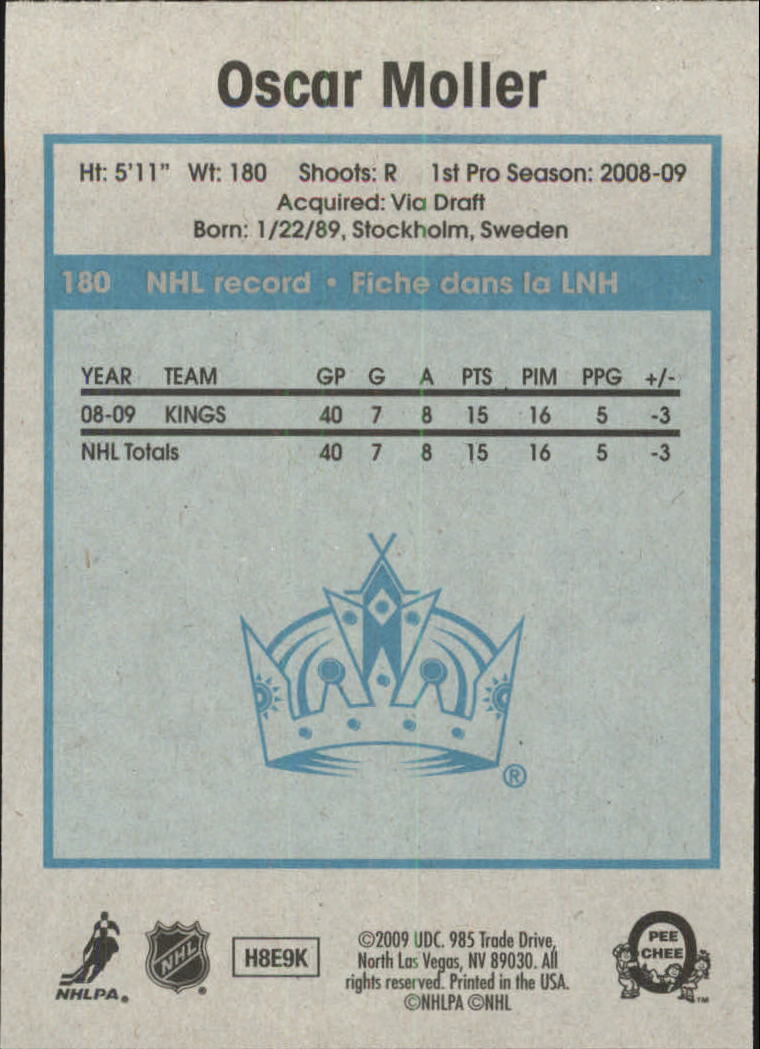 Oscar Moller
Ht: 5'11" Wt: 180 Shoots: R 1st Pro Season: 2008-09
Acquired: Via Draft
Born: 1/22/89, Stockholm, Sweden
180 NHL record • Fiche dans la LNH
YEAR TEAM GP G A PTS PIM PPG +/-
08-09 KINGS 40 7 8 15 16 5 -3
NHL Totals 40 7 8 15 16 5 -3
®
NHLPA®
NHL®
H8E9K
©2009 UDC. 985 Trade Drive,
North Las Vegas, NV 89030. All
rights reserved. Printed in the USA.
©NHLPA ©NHL
O
PEE
CHEE
™